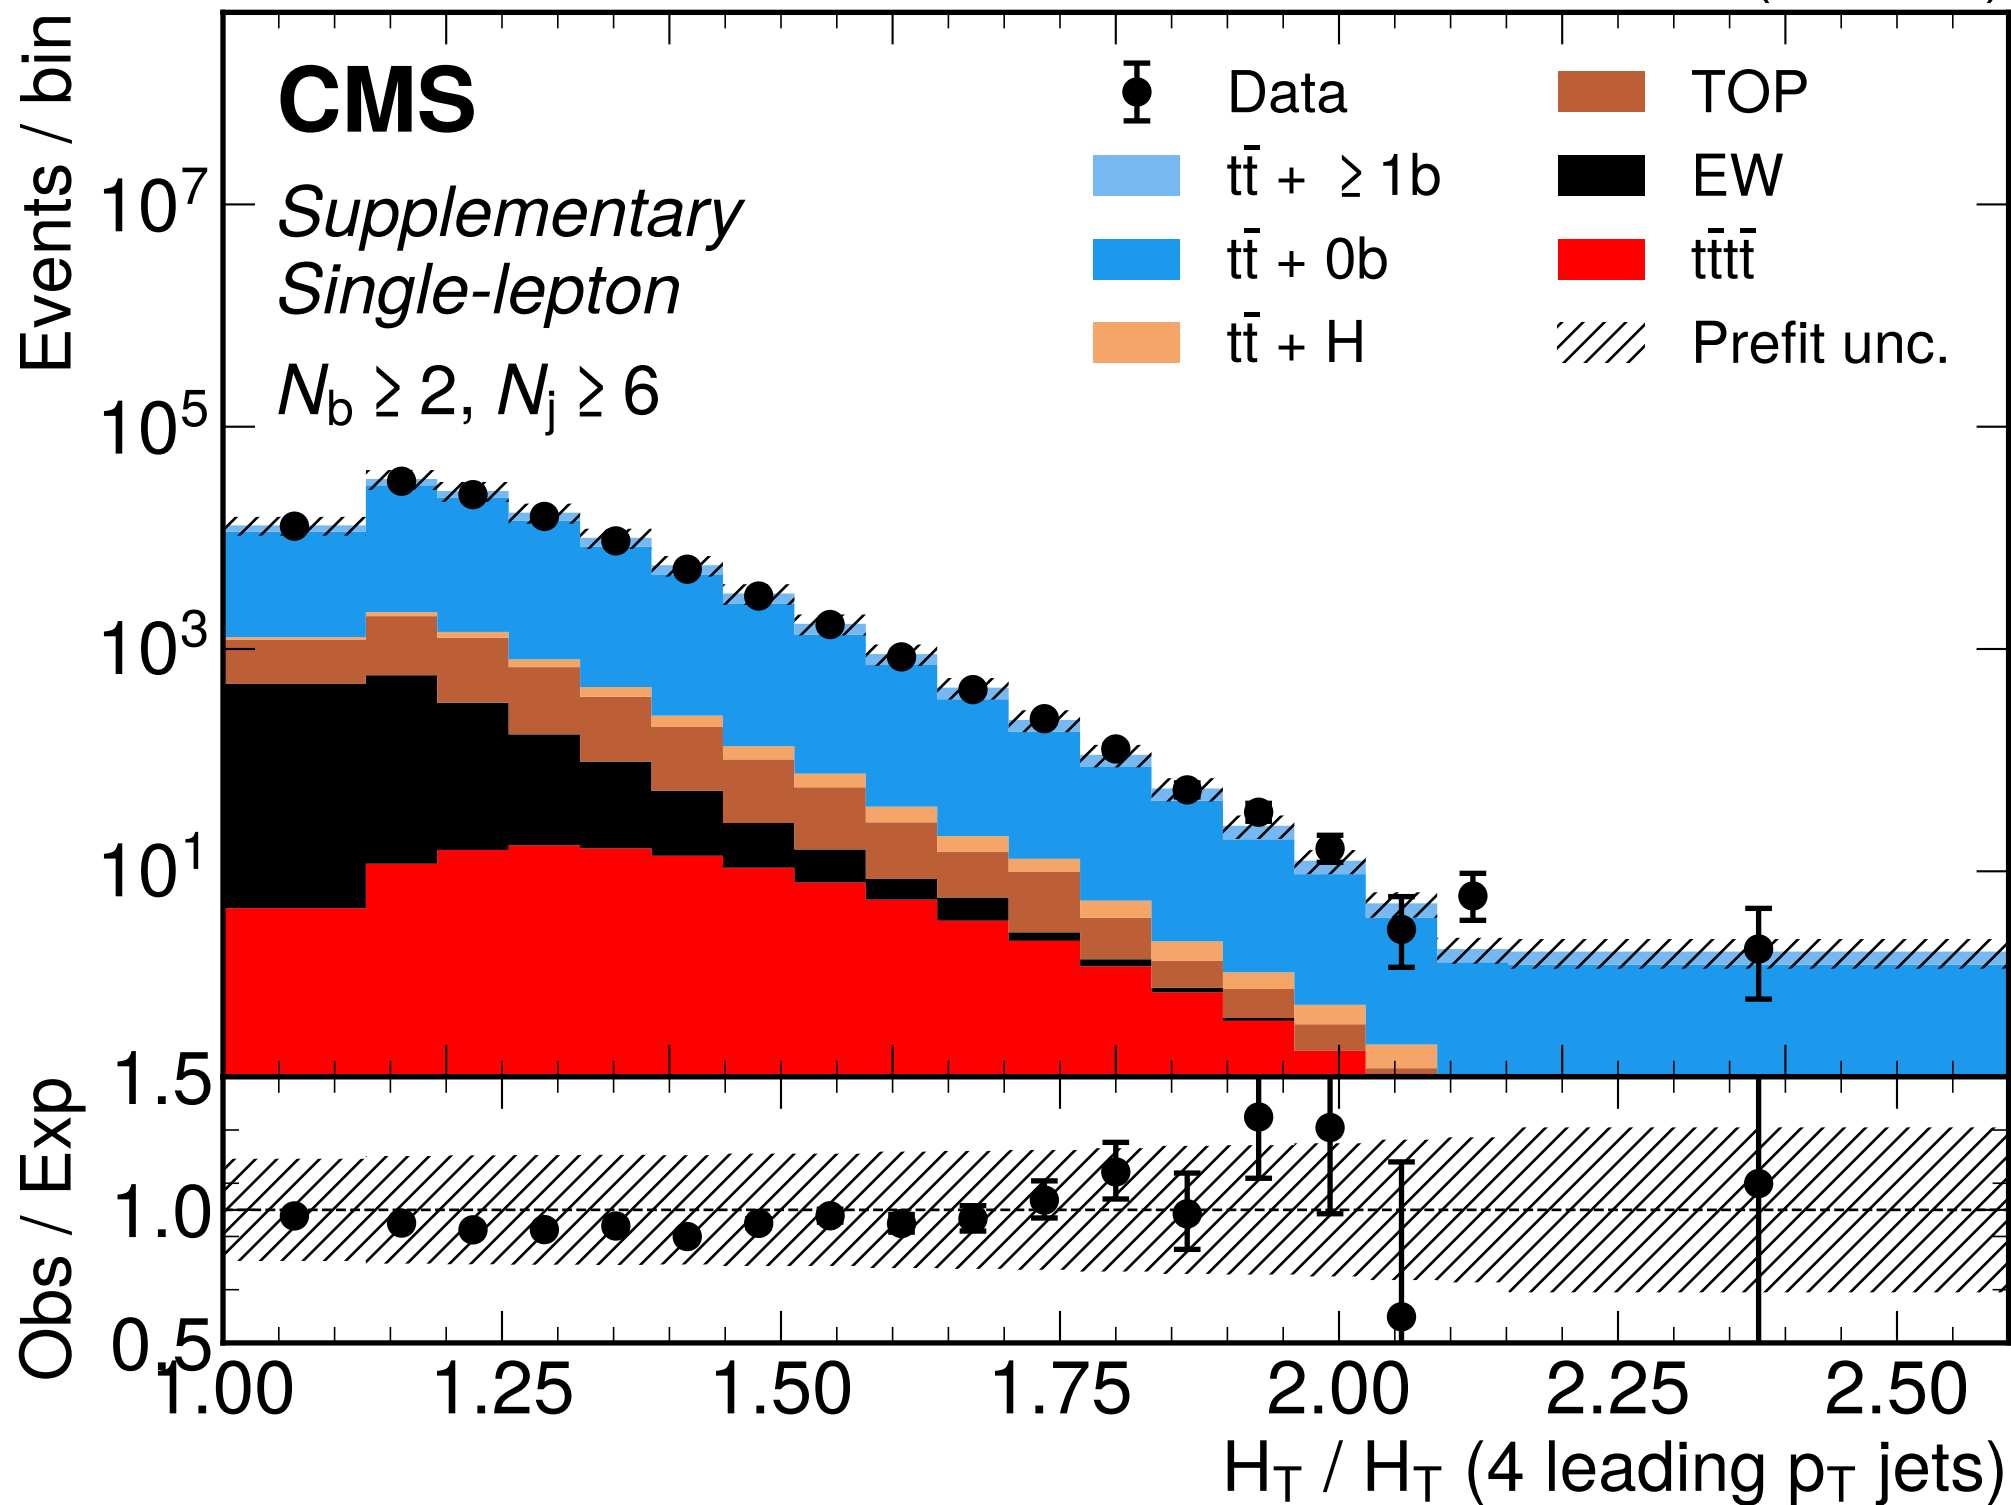 CMS
Supplementary
Single-lepton
N_b ≥ 2, N_j ≥ 6
Data
tt̄ + ≥ 1b
tt̄ + 0b
tt̄ + H
TOP
EW
tt̄tt̄
Prefit unc.
Events / bin
10^7
10^5
10^3
10^1
Obs / Exp
1.5
1.0
0.5
1.00 1.25 1.50 1.75 2.00 2.25 2.50
H_T / H_T (4 leading p_T jets)